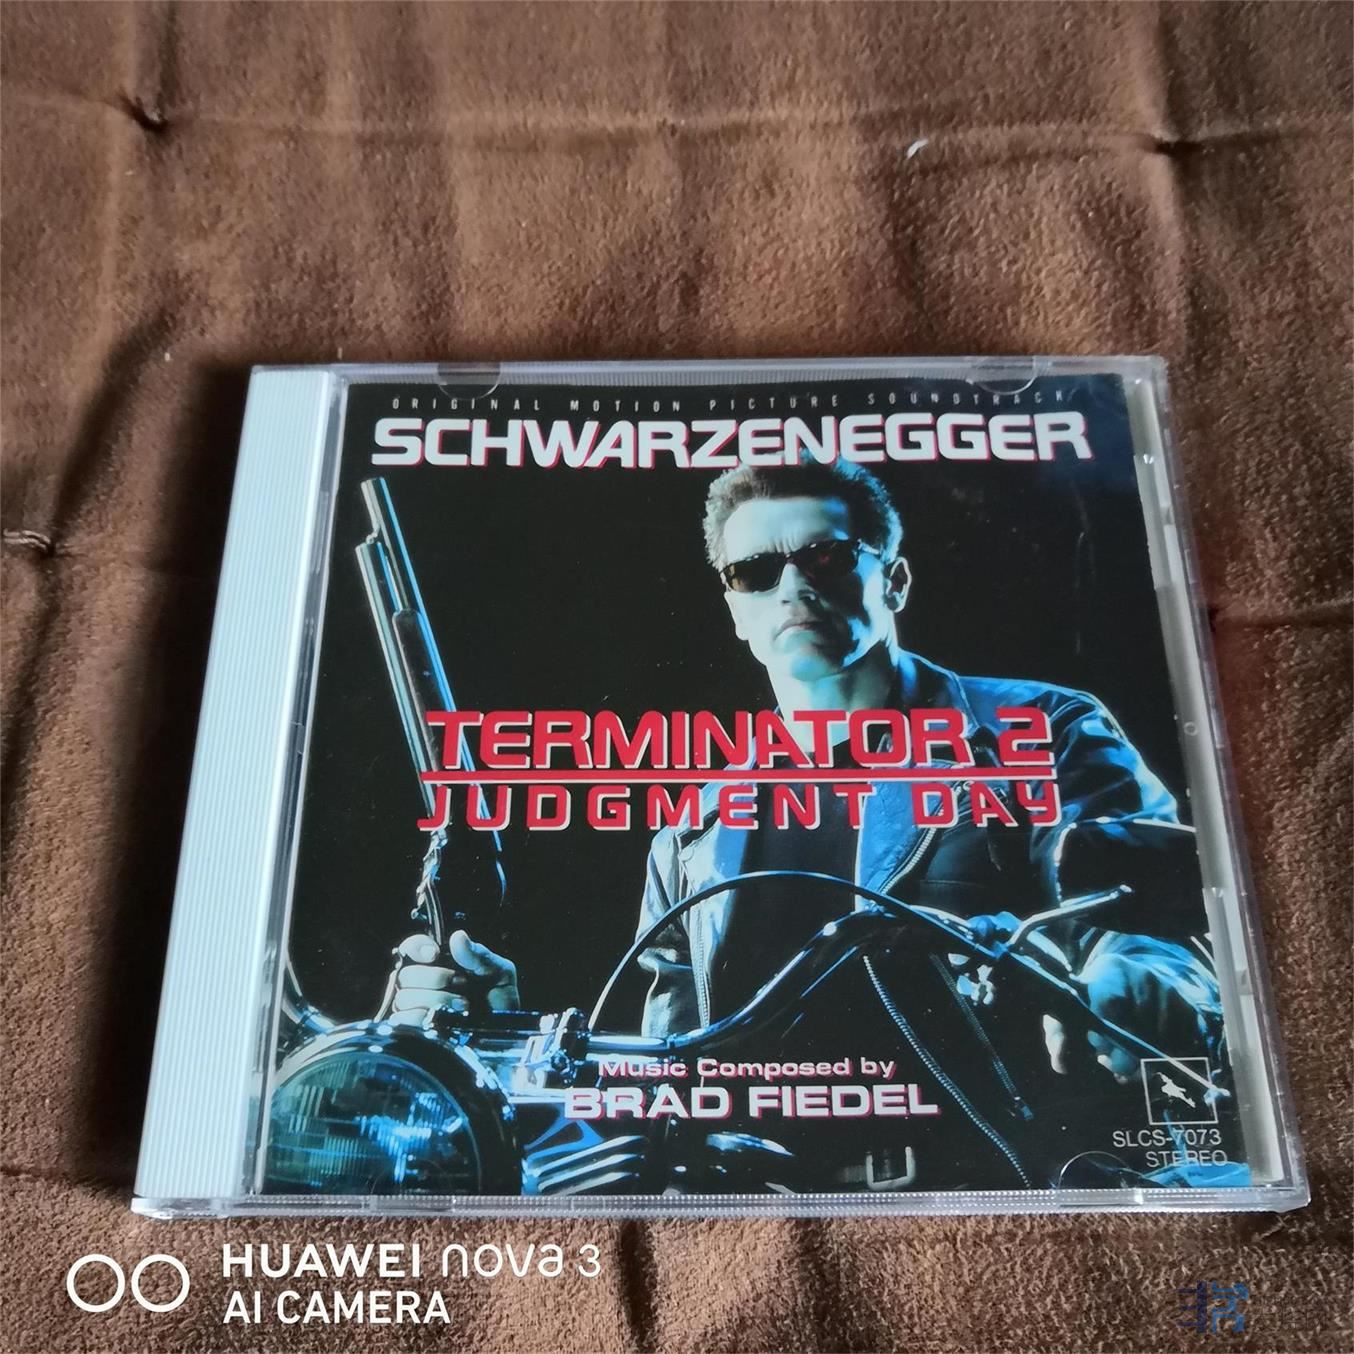 ORIGINAL MOTION PICTURE SOUNDTRACK
SCHWARZENEGGER
TERMINATOR 2
JUDGMENT DAY
Music Composed by
BRAD FIEDEL
SLCS-7073
STEREO
HUAWEI nova 3
AI CAMERA